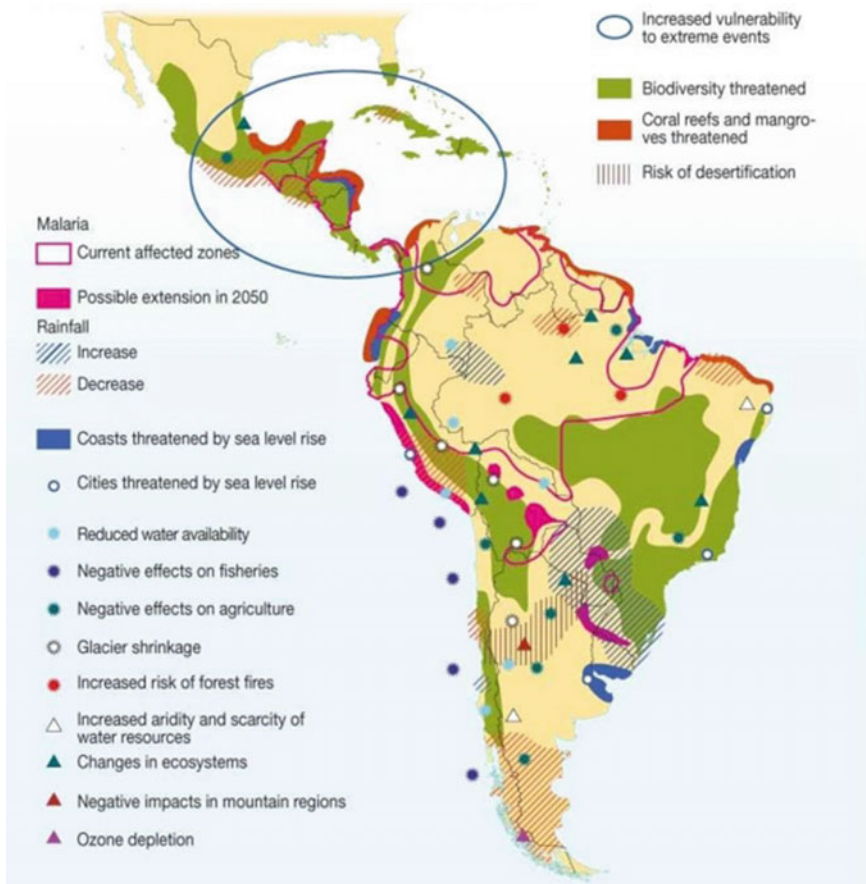 Increased vulnerability
to extreme events
Biodiversity threatened
Coral reefs and mangro-
ves threatened
Risk of desertification
Malaria
Current affected zones
Possible extension in 2050
Rainfall
Increase
Decrease
Coasts threatened by sea level rise
Cities threatened by sea level rise
Reduced water availability
Negative effects on fisheries
Negative effects on agriculture
Glacier shrinkage
Increased risk of forest fires
Increased aridity and scarcity of
water resources
Changes in ecosystems
Negative impacts in mountain regions
Ozone depletion